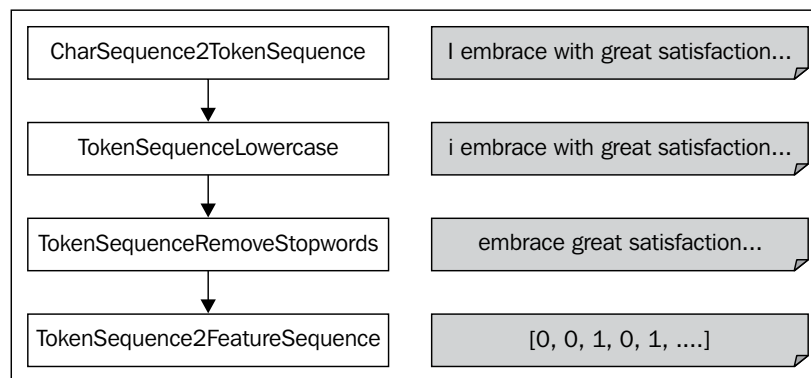 CharSequence2TokenSequence
I embrace with great satisfaction...
TokenSequenceLowercase
i embrace with great satisfaction...
TokenSequenceRemoveStopwords
embrace great satisfaction...
TokenSequence2FeatureSequence
[0, 0, 1, 0, 1, ....]